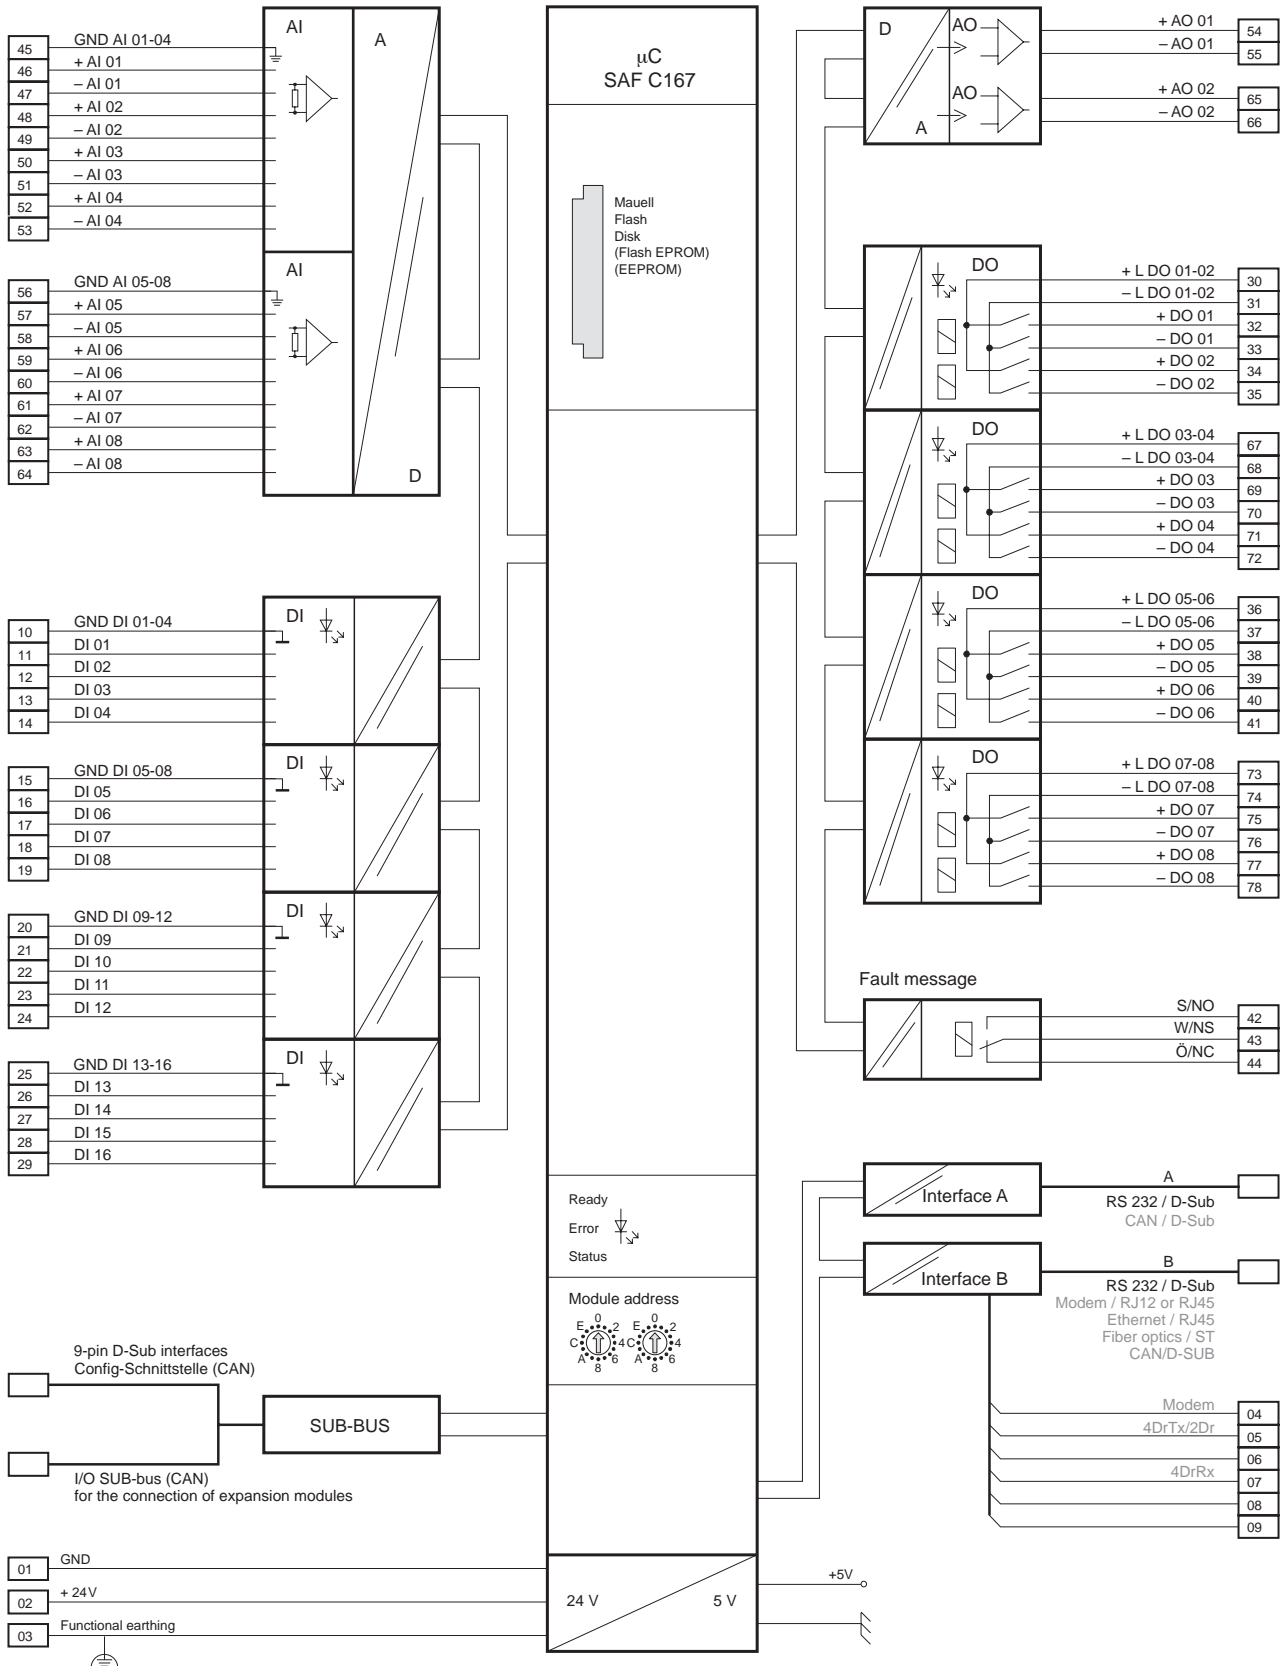 AI
A
45 GND AI 01-04
46 + AI 01
47 – AI 01
48 + AI 02
49 – AI 02
50 + AI 03
51 – AI 03
52 + AI 04
53 – AI 04
AI
56 GND AI 05-08
57 + AI 05
58 – AI 05
59 + AI 06
60 – AI 06
61 + AI 07
62 – AI 07
63 + AI 08
64 – AI 08
D
DI
10 GND DI 01-04
11 DI 01
12 DI 02
13 DI 03
14 DI 04
DI
15 GND DI 05-08
16 DI 05
17 DI 06
18 DI 07
19 DI 08
DI
20 GND DI 09-12
21 DI 09
22 DI 10
23 DI 11
24 DI 12
DI
25 GND DI 13-16
26 DI 13
27 DI 14
28 DI 15
29 DI 16
9-pin D-Sub interfaces
Config-Schnittstelle (CAN)
SUB-BUS
I/O SUB-bus (CAN)
for the connection of expansion modules
01 GND
02 + 24V
03 Functional earthing
µC
SAF C167
Mauell
Flash
Disk
(Flash EPROM)
(EEPROM)
Ready
Error
Status
Module address
0 2 4 6 8 A C E
0 2 4 6 8 A C E
24 V 5 V
+5V
D AO + AO 01 54
– AO 01 55
A AO + AO 02 65
– AO 02 66
DO
+ L DO 01-02 30
– L DO 01-02 31
+ DO 01 32
– DO 01 33
+ DO 02 34
– DO 02 35
DO
+ L DO 03-04 67
– L DO 03-04 68
+ DO 03 69
– DO 03 70
+ DO 04 71
– DO 04 72
DO
+ L DO 05-06 36
– L DO 05-06 37
+ DO 05 38
– DO 05 39
+ DO 06 40
– DO 06 41
DO
+ L DO 07-08 73
– L DO 07-08 74
+ DO 07 75
– DO 07 76
+ DO 08 77
– DO 08 78
Fault message
S/NO 42
W/NS 43
Ö/NC 44
Interface A
A
RS 232 / D-Sub
CAN / D-Sub
Interface B
B
RS 232 / D-Sub
Modem / RJ12 or RJ45
Ethernet / RJ45
Fiber optics / ST
CAN/D-SUB
Modem 04
4DrTx/2Dr 05
06
4DrRx 07
08
09